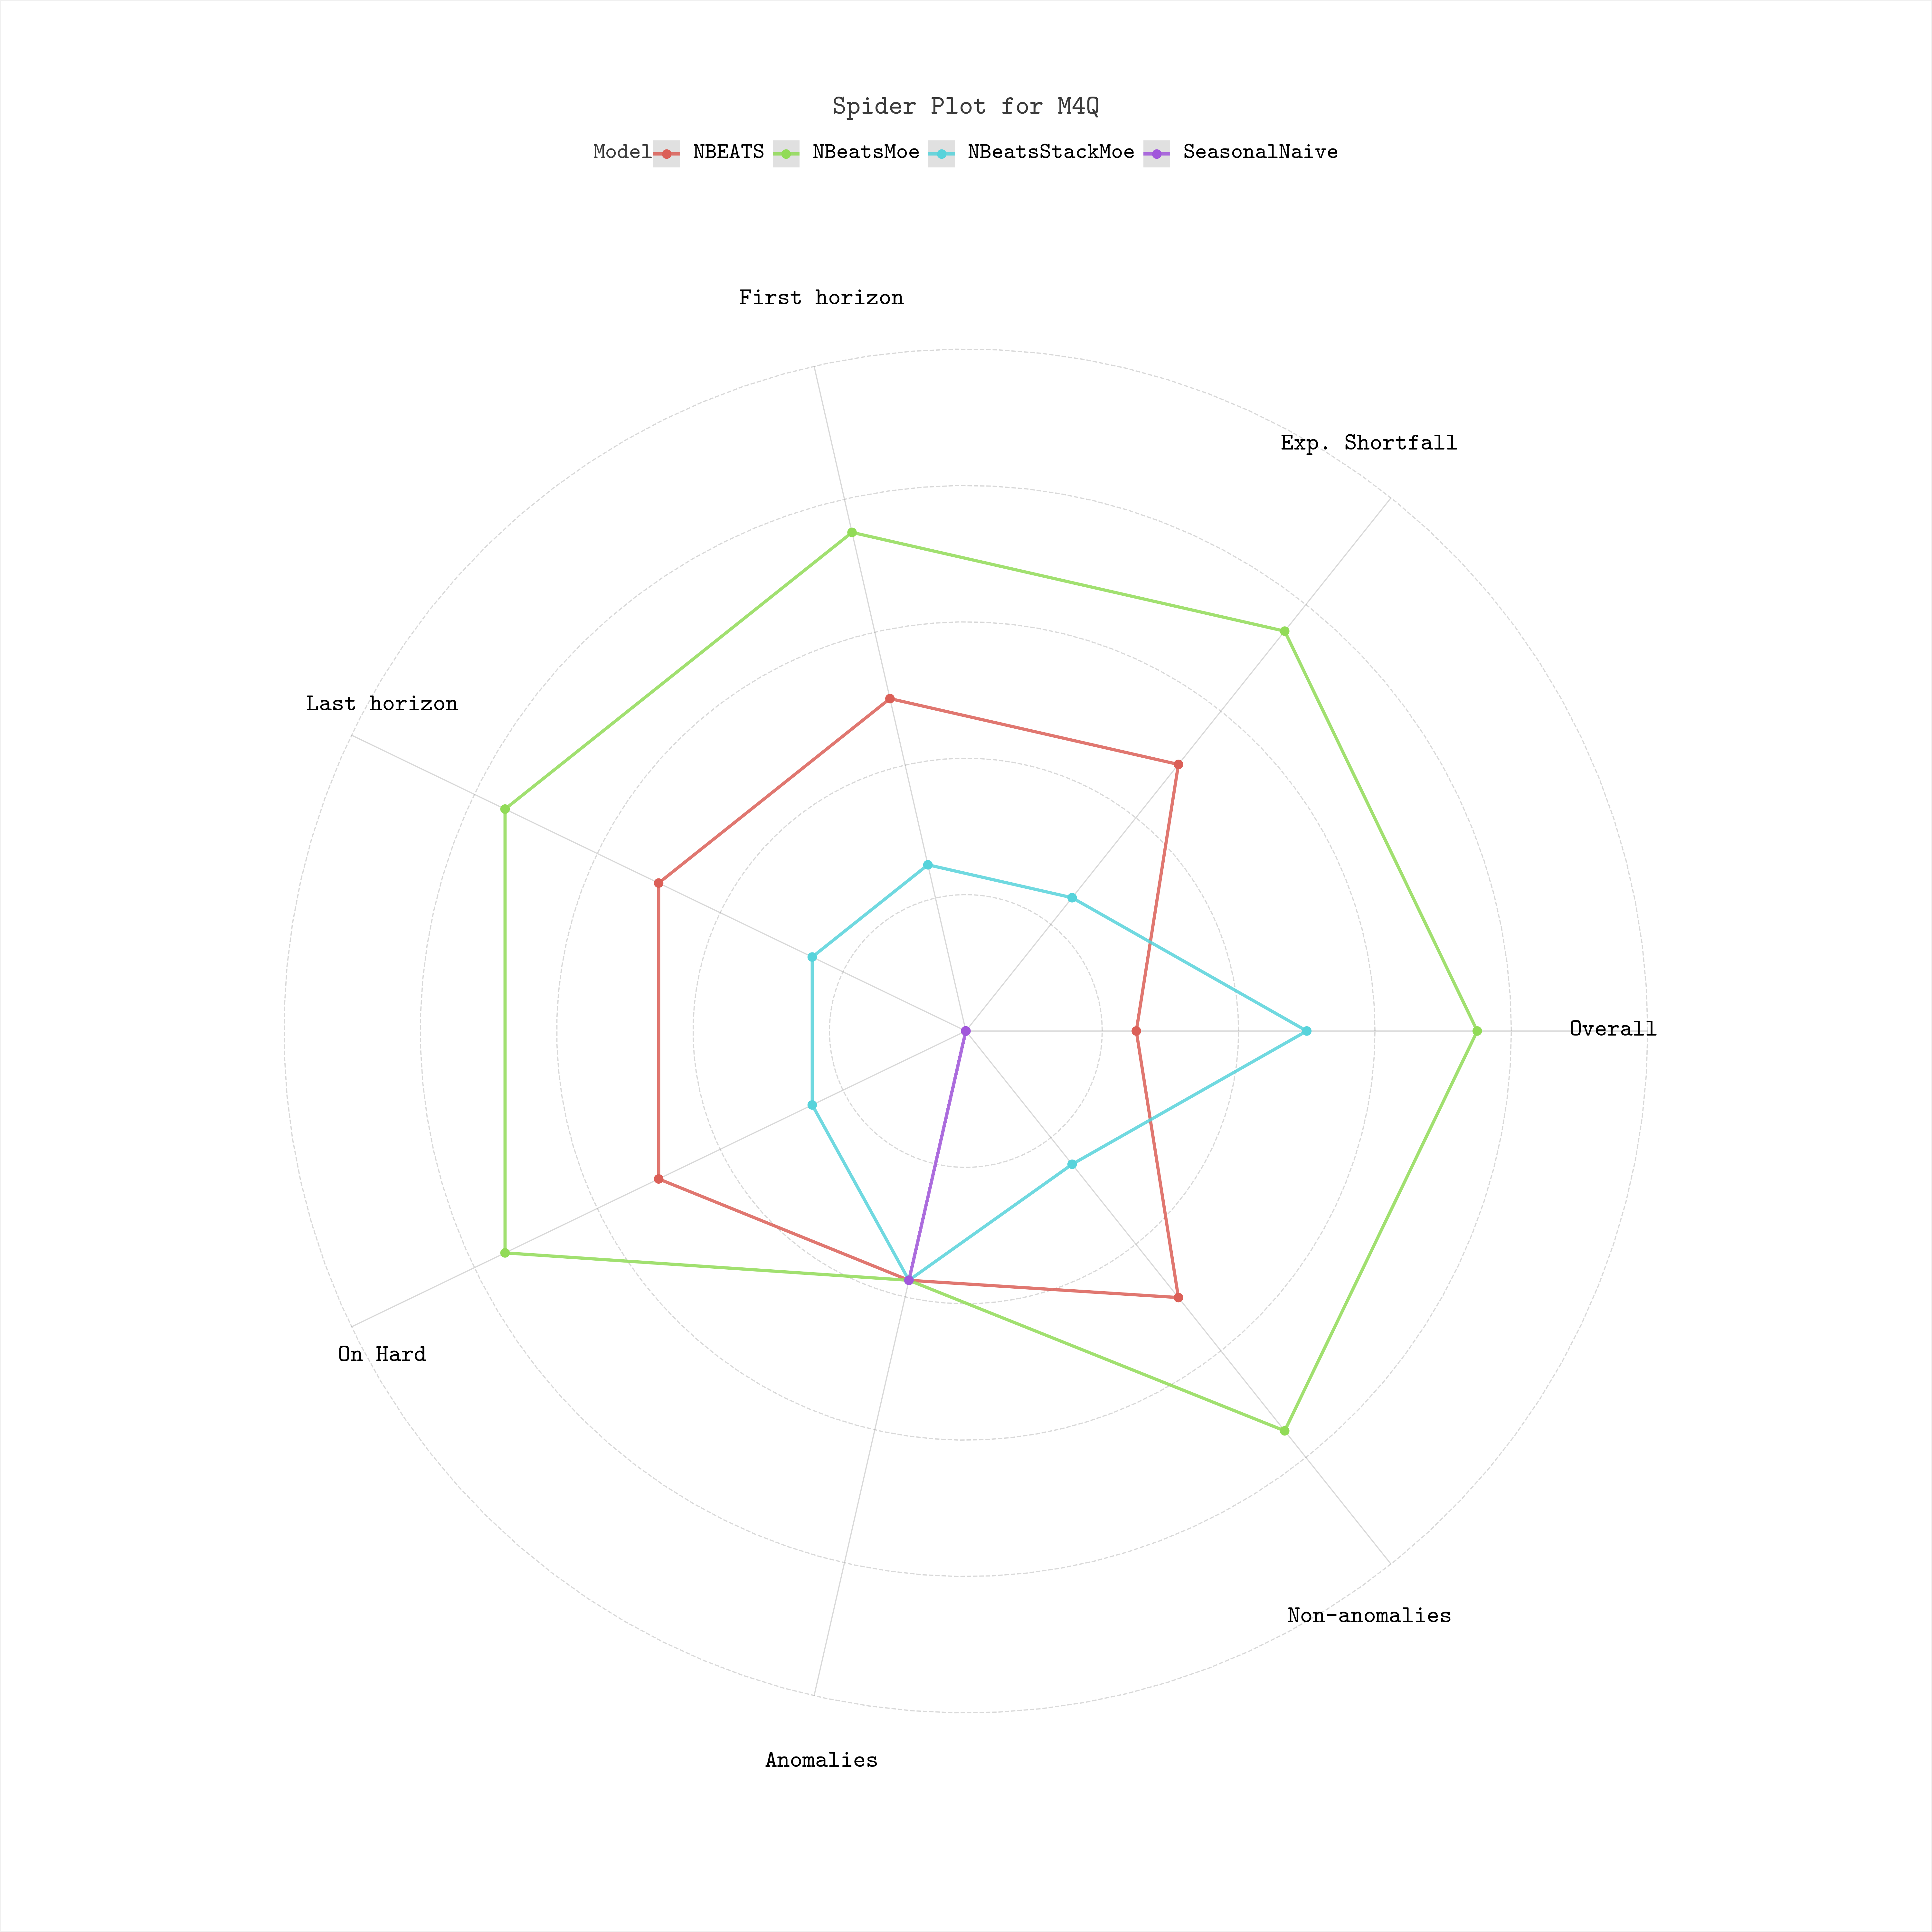 Spider Plot for M4Q
Model NBEATS NBeatsMoe NBeatsStackMoe SeasonalNaive
First horizon
Exp. Shortfall
Last horizon
Overall
On Hard
Non-anomalies
Anomalies